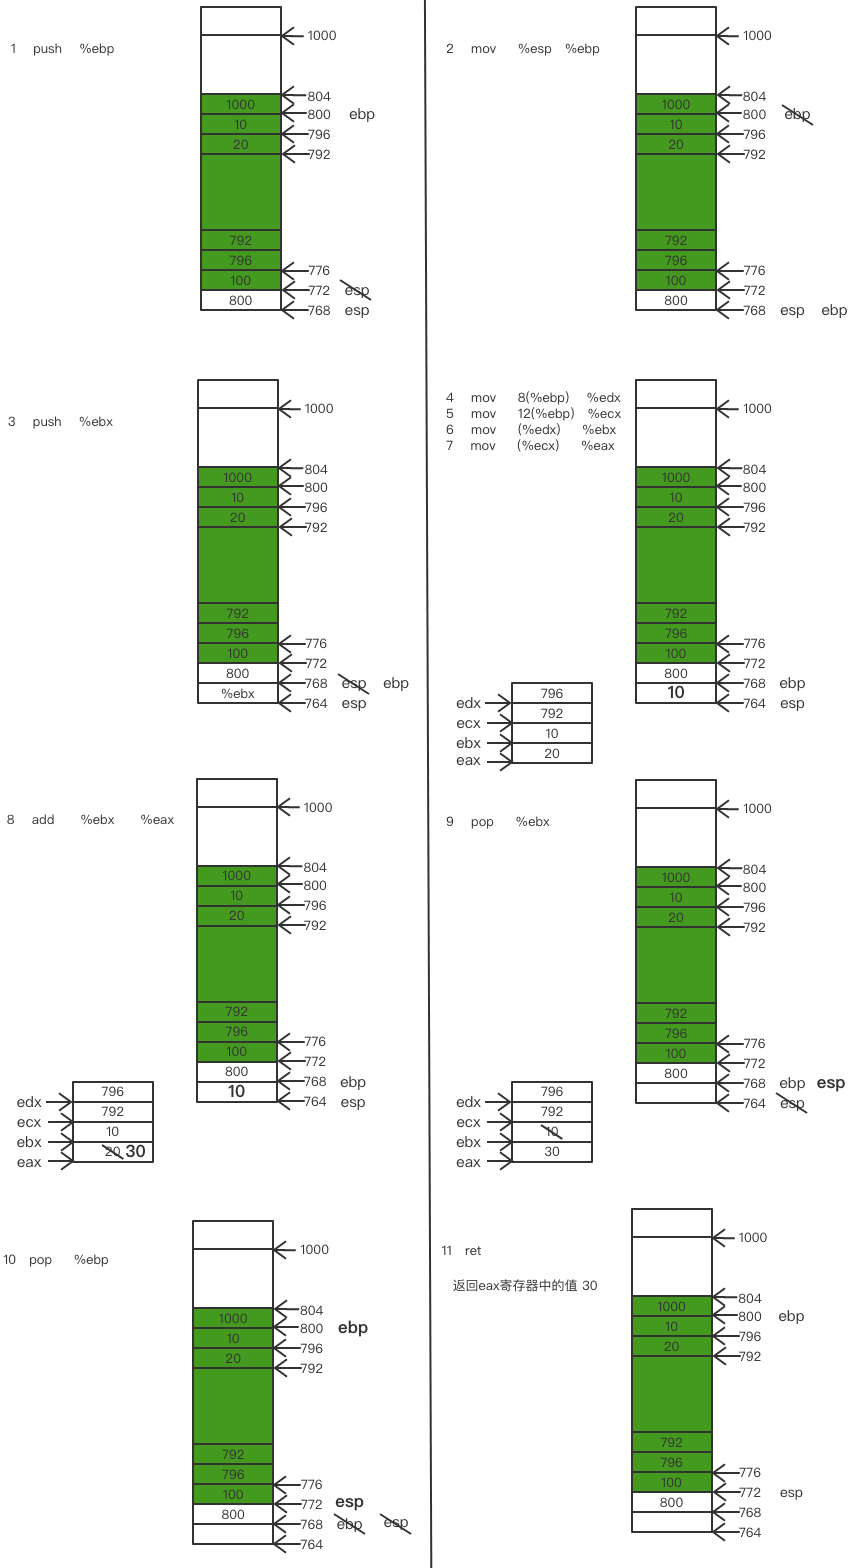 1 push %ebp
1000
804
1000
800 ebp
10
796
20
792
792
796
776
100
772 esp
800
768 esp
2 mov %esp %ebp
1000
804
1000
800 ebp
10
796
20
792
792
796
776
100
772
800
768 esp ebp
3 push %ebx
1000
804
1000
800
10
796
20
792
792
796
776
100
772
800
768 esp ebp
%ebx
764 esp
4 mov 8(%ebp) %edx
5 mov 12(%ebp) %ecx
6 mov (%edx) %ebx
7 mov (%ecx) %eax
1000
804
1000
800
10
796
20
792
792
796
776
100
772
800
768 ebp
10
764 esp
796
edx
792
ecx
10
ebx
20
eax
8 add %ebx %eax
1000
804
1000
800
10
796
20
792
792
796
776
100
772
800
768 ebp
10
764 esp
796
edx
792
ecx
10
ebx
20 30
eax
9 pop %ebx
1000
804
1000
800
10
796
20
792
792
796
776
100
772
800
768 ebp esp
764 esp
796
edx
792
ecx
10
ebx
30
eax
10 pop %ebp
1000
804
1000
800 ebp
10
796
20
792
792
796
776
100
772 esp
800
768 ebp esp
764
11 ret
返回eax寄存器中的值 30
1000
804
1000
800 ebp
10
796
20
792
792
796
776
100
772 esp
800
768
764